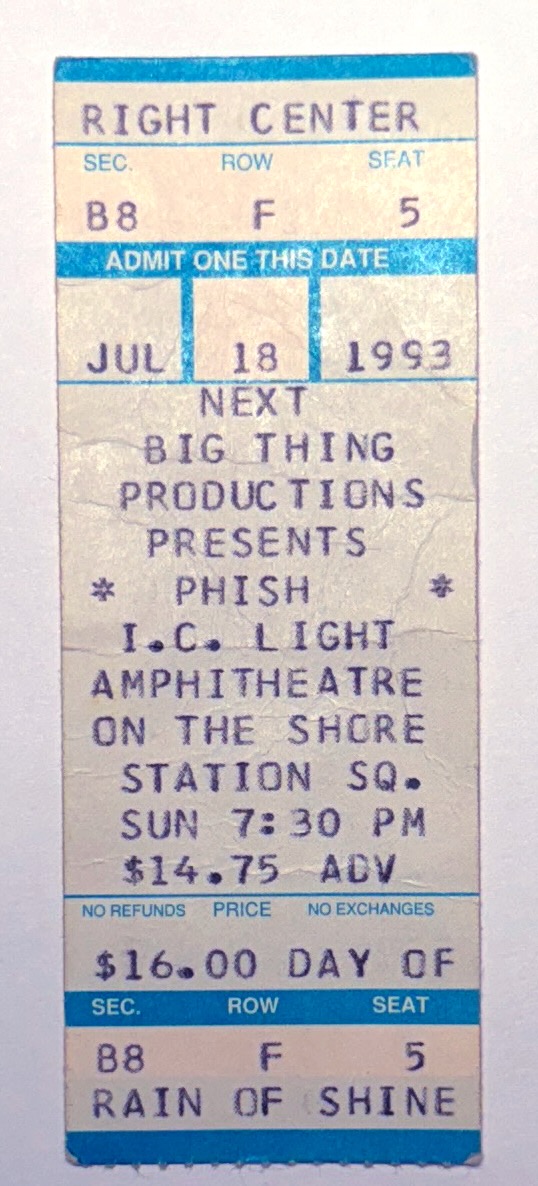 RIGHT CENTER
SEC. ROW SEAT
B8 F 5
ADMIT ONE THIS DATE
JUL 18 1993
NEXT
BIG THING
PRODUCTIONS
PRESENTS
* PHISH *
I.C. LIGHT
AMPHITHEATRE
ON THE SHORE
STATION SQ.
SUN 7:30 PM
$14.75 ADV
NO REFUNDS PRICE NO EXCHANGES
$16.00 DAY OF
SEC. ROW SEAT
B8 F 5
RAIN OF SHINE